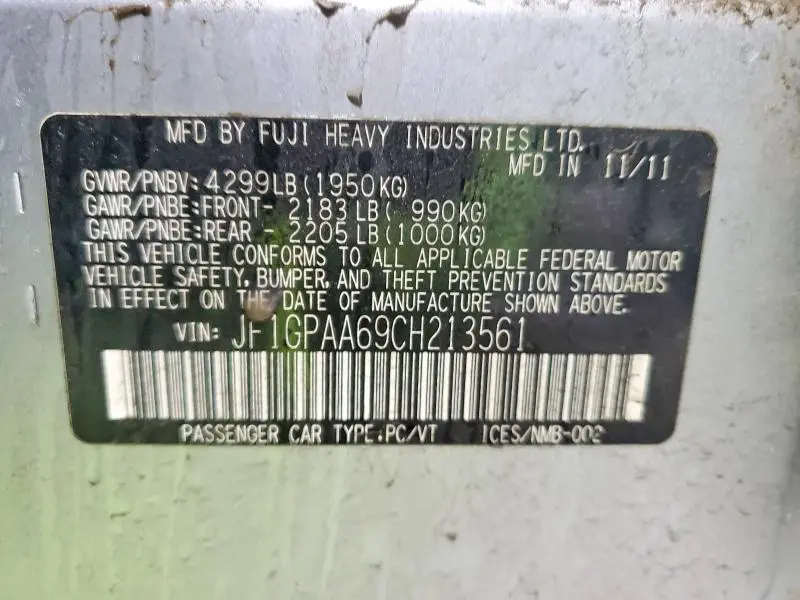 MFD BY FUJI HEAVY INDUSTRIES LTD.
MFD IN 11/11
GVWR/PNBV: 4299LB (1950KG)
GAWR/PNBE:FRONT- 2183LB ( 990KG)
GAWR/PNBE:REAR - 2205LB (1000KG)
THIS VEHICLE CONFORMS TO ALL APPLICABLE FEDERAL MOTOR
VEHICLE SAFETY, BUMPER, AND THEFT PREVENTION STANDARDS
IN EFFECT ON THE DATE OF MANUFACTURE SHOWN ABOVE.
VIN: JF1GPAA69CH213561
PASSENGER CAR TYPE:PC/VT ICES/NMB-002